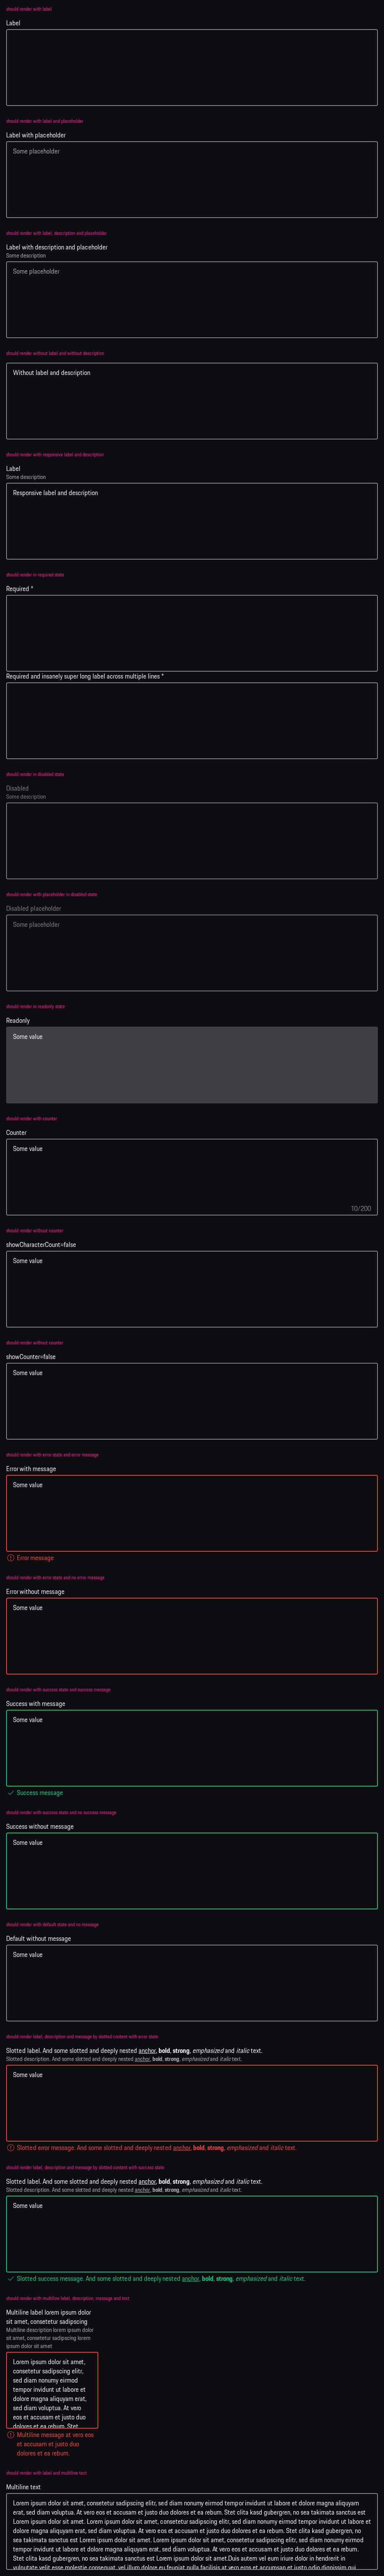 should render with label
Label
should render with label and placeholder
Label with placeholder
Some placeholder
should render with label, description and placeholder
Label with description and placeholder
Some description
Some placeholder
should render without label and without description
Without label and description
should render with responsive label and description
Label
Some description
Responsive label and description
should render in required state
Required *
Required and insanely super long label across multiple lines *
should render in disabled state
Disabled
Some description
should render with placeholder in disabled state
Disabled placeholder
Some placeholder
should render in readonly state
Readonly
Some value
should render with counter
Counter
Some value
10/200
should render without counter
showCharacterCount=false
Some value
should render without counter
showCounter=false
Some value
should render with error state and error message
Error with message
Some value
Error message
should render with error state and no error message
Error without message
Some value
should render with success state and success message
Success with message
Some value
Success message
should render with success state and no success message
Success without message
Some value
should render with default state and no message
Default without message
Some value
should render label, description and message by slotted content with error state
Slotted label. And some slotted and deeply nested anchor, bold, strong, emphasized and italic text.
Slotted description. And some slotted and deeply nested anchor, bold, strong, emphasized and italic text.
Some value
Slotted error message. And some slotted and deeply nested anchor, bold, strong, emphasized and italic text.
should render label, description and message by slotted content with success state
Slotted label. And some slotted and deeply nested anchor, bold, strong, emphasized and italic text.
Slotted description. And some slotted and deeply nested anchor, bold, strong, emphasized and italic text.
Some value
Slotted success message. And some slotted and deeply nested anchor, bold, strong, emphasized and italic text.
should render with multiline label, description, message and text
Multiline label lorem ipsum dolor
sit amet, consetetur sadipscing
Multiline description lorem ipsum dolor
sit amet, consetetur sadipscing lorem
ipsum dolor sit amet
Lorem ipsum dolor sit amet,
consetetur sadipscing elitr,
sed diam nonumy eirmod
tempor invidunt ut labore et
dolore magna aliquyam erat,
sed diam voluptua. At vero
eos et accusam et justo duo
dolores et ea rebum. Stet
Multiline message at vero eos
et accusam et justo duo
dolores et ea rebum.
should render with label and multiline text
Multiline text
Lorem ipsum dolor sit amet, consetetur sadipscing elitr, sed diam nonumy eirmod tempor invidunt ut labore et dolore magna aliquyam
erat, sed diam voluptua. At vero eos et accusam et justo duo dolores et ea rebum. Stet clita kasd gubergren, no sea takimata sanctus est
Lorem ipsum dolor sit amet. Lorem ipsum dolor sit amet, consetetur sadipscing elitr, sed diam nonumy eirmod tempor invidunt ut labore et
dolore magna aliquyam erat, sed diam voluptua. At vero eos et accusam et justo duo dolores et ea rebum. Stet clita kasd gubergren, no
sea takimata sanctus est Lorem ipsum dolor sit amet. Lorem ipsum dolor sit amet, consetetur sadipscing elitr, sed diam nonumy eirmod
tempor invidunt ut labore et dolore magna aliquyam erat, sed diam voluptua. At vero eos et accusam et justo duo dolores et ea rebum.
Stet clita kasd gubergren, no sea takimata sanctus est Lorem ipsum dolor sit amet.Duis autem vel eum iriure dolor in hendrerit in
vulputate velit esse molestie consequat, vel illum dolore eu feugiat nulla facilisis at vero eros et accumsan et iusto odio dignissim qui